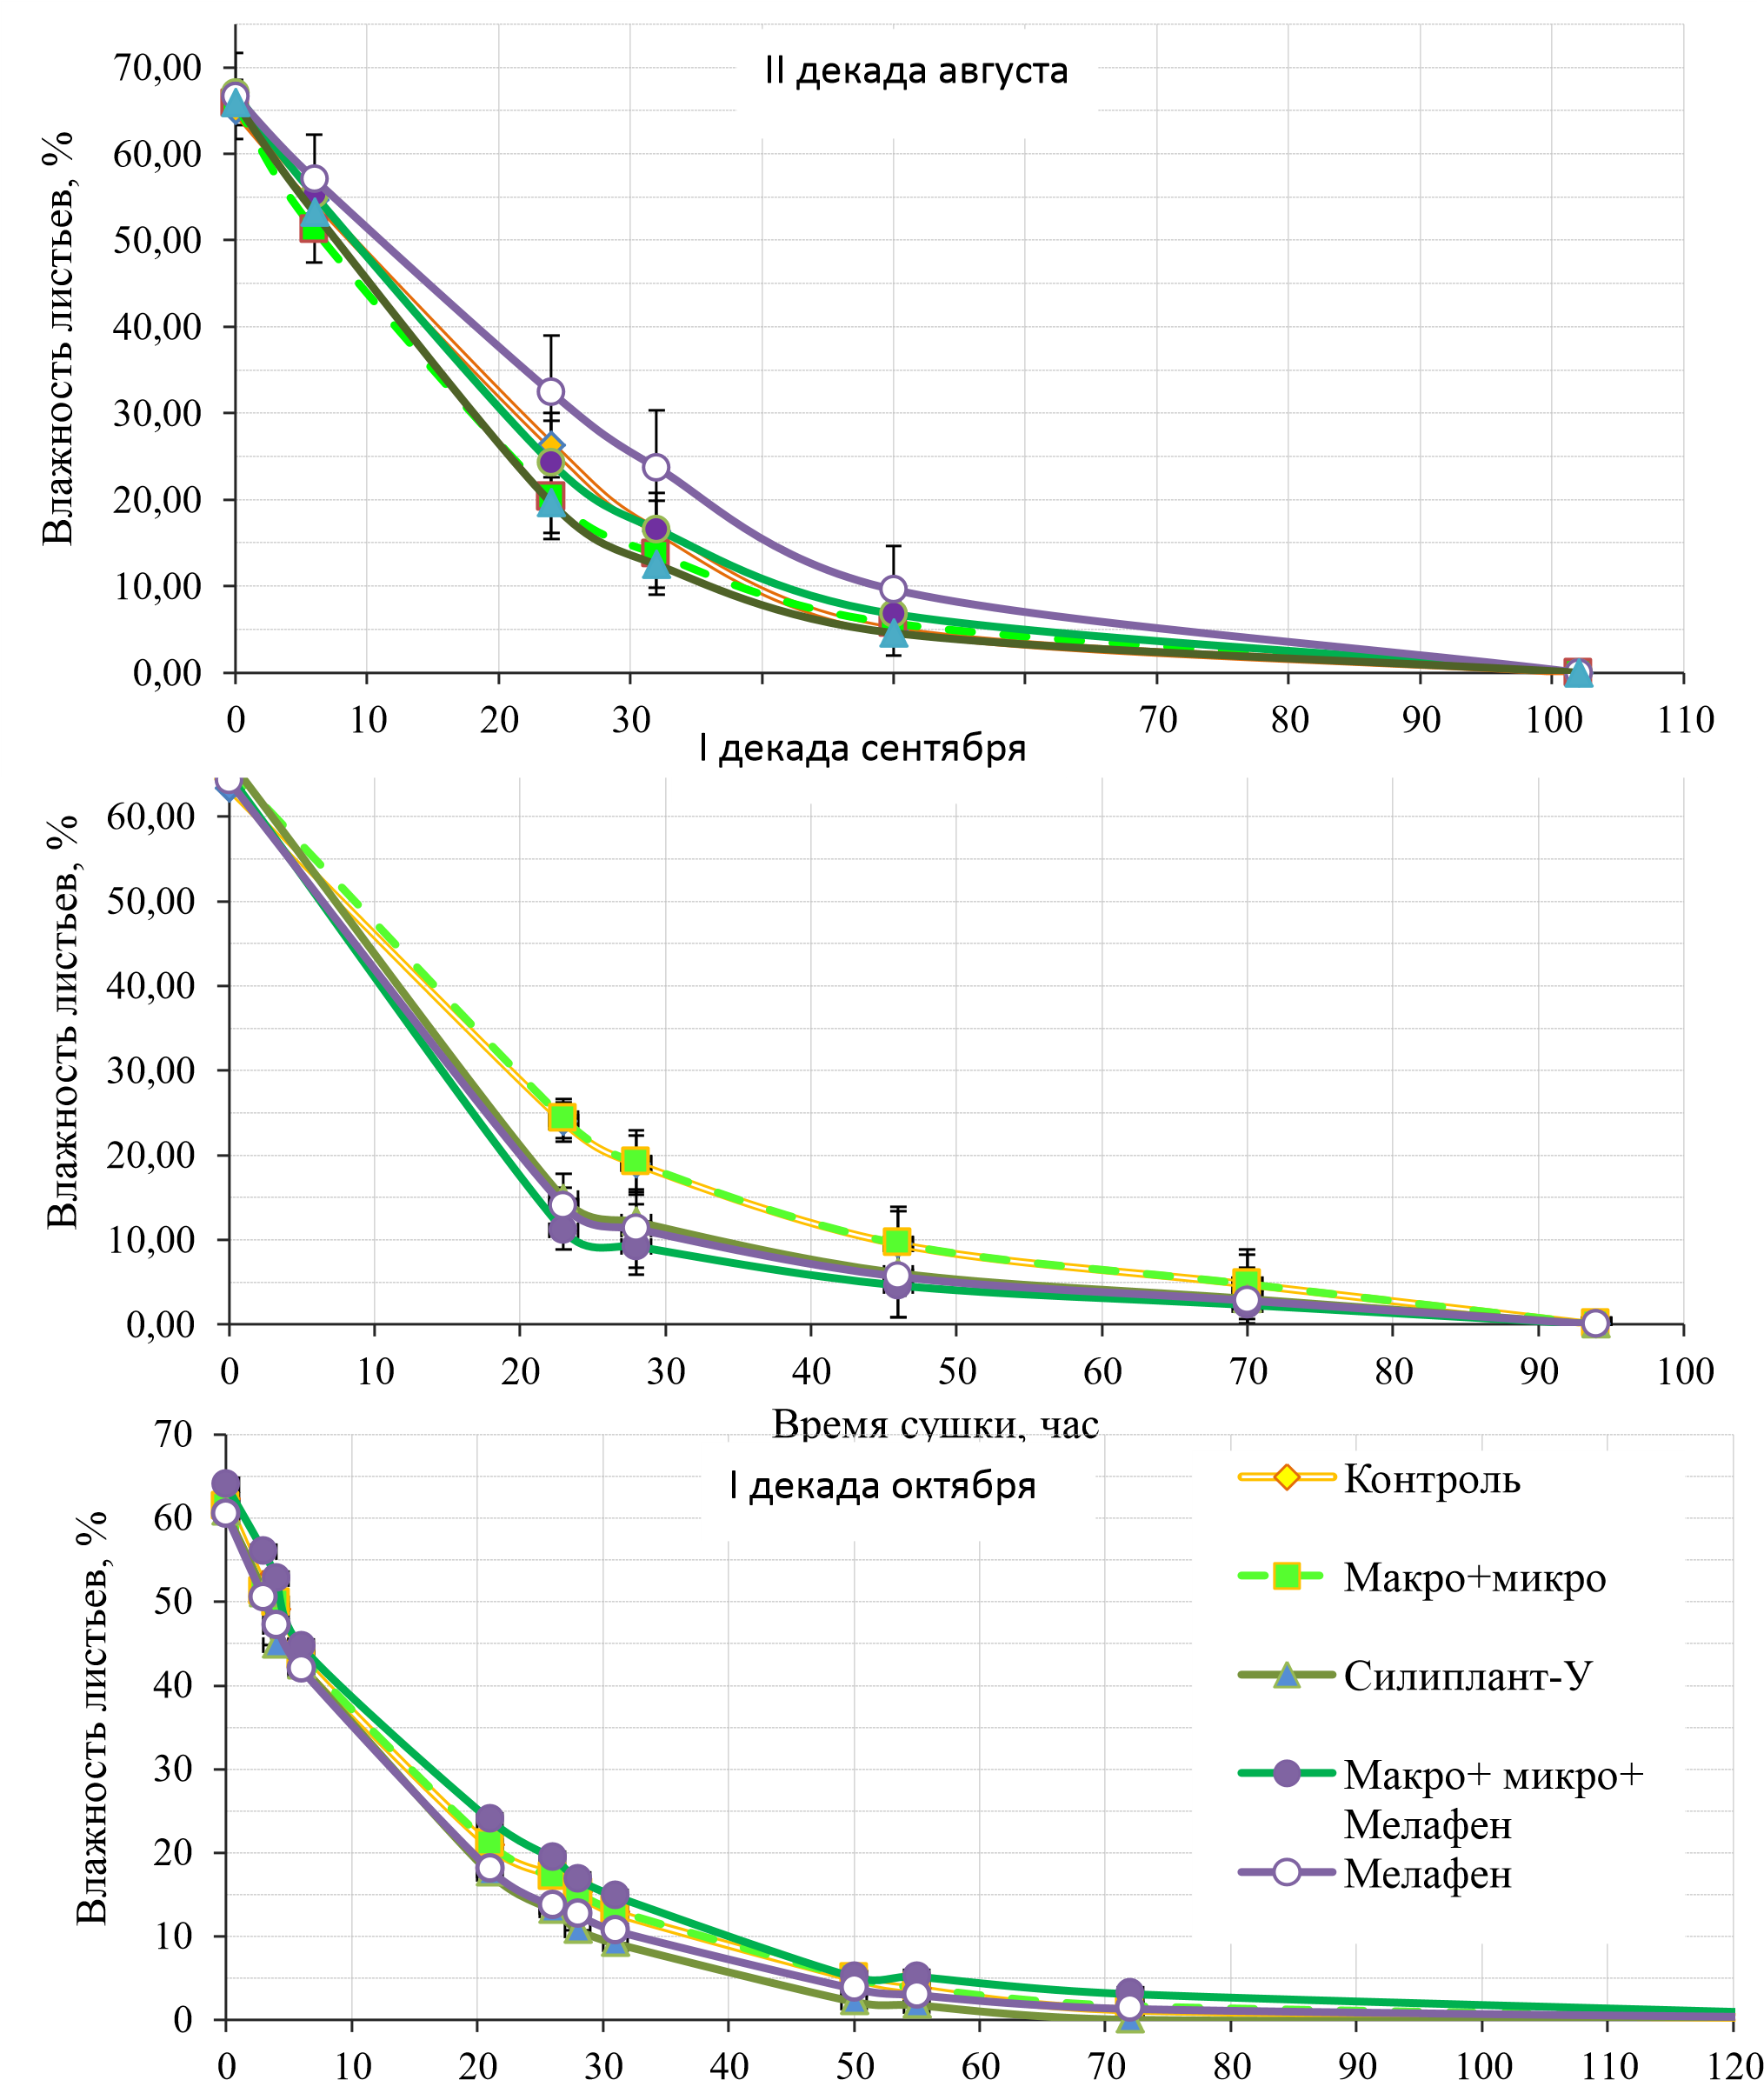 II декада августа
Влажность листьев, %
70,00
60,00
50,00
40,00
30,00
20,00
10,00
0,00
0 10 20 30 70 80 90 100 110
I декада сентября
Влажность листьев, %
60,00
50,00
40,00
30,00
20,00
10,00
0,00
0 10 20 30 40 50 60 70 80 90 100
Время сушки, час
I декада октября
Влажность листьев, %
70
60
50
40
30
20
10
0
0 10 20 30 40 50 60 70 80 90 100 110 120
Контроль
Макро+микро
Силиплант-У
Макро+ микро+
Мелафен
Мелафен